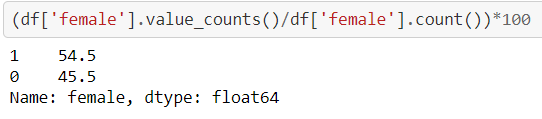 (df['female'].value_counts()/df['female'].count())*100
1    54.5
0    45.5
Name: female, dtype: float64